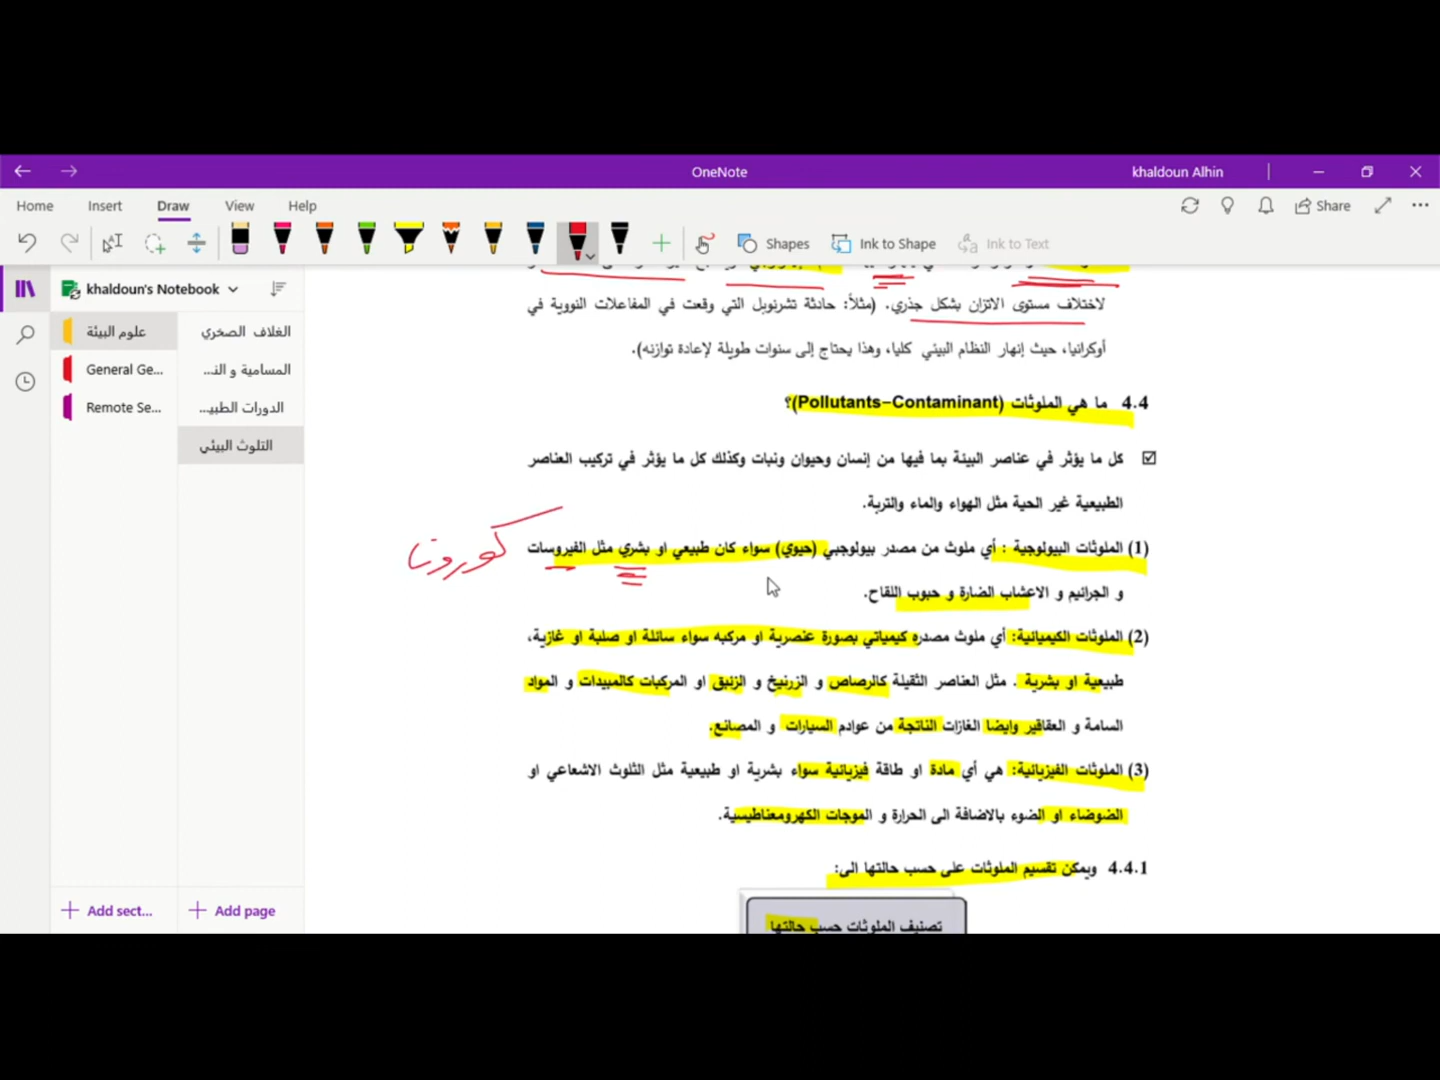 OneNote
khaldoun Alhin
Home Insert Draw View Help
Share
Shapes Ink to Shape Ink to Text
khaldoun's Notebook
علوم البيئة
General Ge...
Remote Se...
الغلاف الصخري
المسامية و الن...
الدورات الطبيـ...
التلوث البيئي
Add sect...
Add page
لاختلاف مستوى الاتزان بشكل جذري. (مثلاً: حادثة تشرنوبل التي وقعت في المفاعلات النووية في
أوكرانيا، حيث إنهار النظام البيئي كليا، وهذا يحتاج إلى سنوات طويلة لإعادة توازنه).
4.4 ما هي الملوثات (Pollutants-Contaminant)؟
☑ كل ما يؤثر في عناصر البيئة بما فيها من إنسان وحيوان ونبات وكذلك كل ما يؤثر في تركيب العناصر
الطبيعية غير الحية مثل الهواء والماء والتربة.
(1) الملوثات البيولوجية : أي ملوث من مصدر بيولوجي (حيوي) سواء كان طبيعي او بشري مثل الفيروسات
كورونا
و الجراثيم و الاعشاب الضارة و حبوب اللقاح.
(2) الملوثات الكيميائية: أي ملوث مصدره كيميائي بصورة عنصرية او مركبه سواء سائلة او صلبة او غازية،
طبيعية او بشرية . مثل العناصر الثقيلة كالرصاص و الزرنيخ و الزئبق او المركبات كالمبيدات و المواد
السامة و العقاقير وايضا الغازات الناتجة من عوادم السيارات و المصانع.
(3) الملوثات الفيزيائية: هي أي مادة او طاقة فيزيائية سواء بشرية او طبيعية مثل الثلوث الاشعاعي او
الضوضاء او الضوء بالاضافة الى الحرارة و الموجات الكهرومغناطيسية.
4.4.1 ويمكن تقسيم الملوثات على حسب حالتها الى:
تصنيف الملوثات حسب حالتها